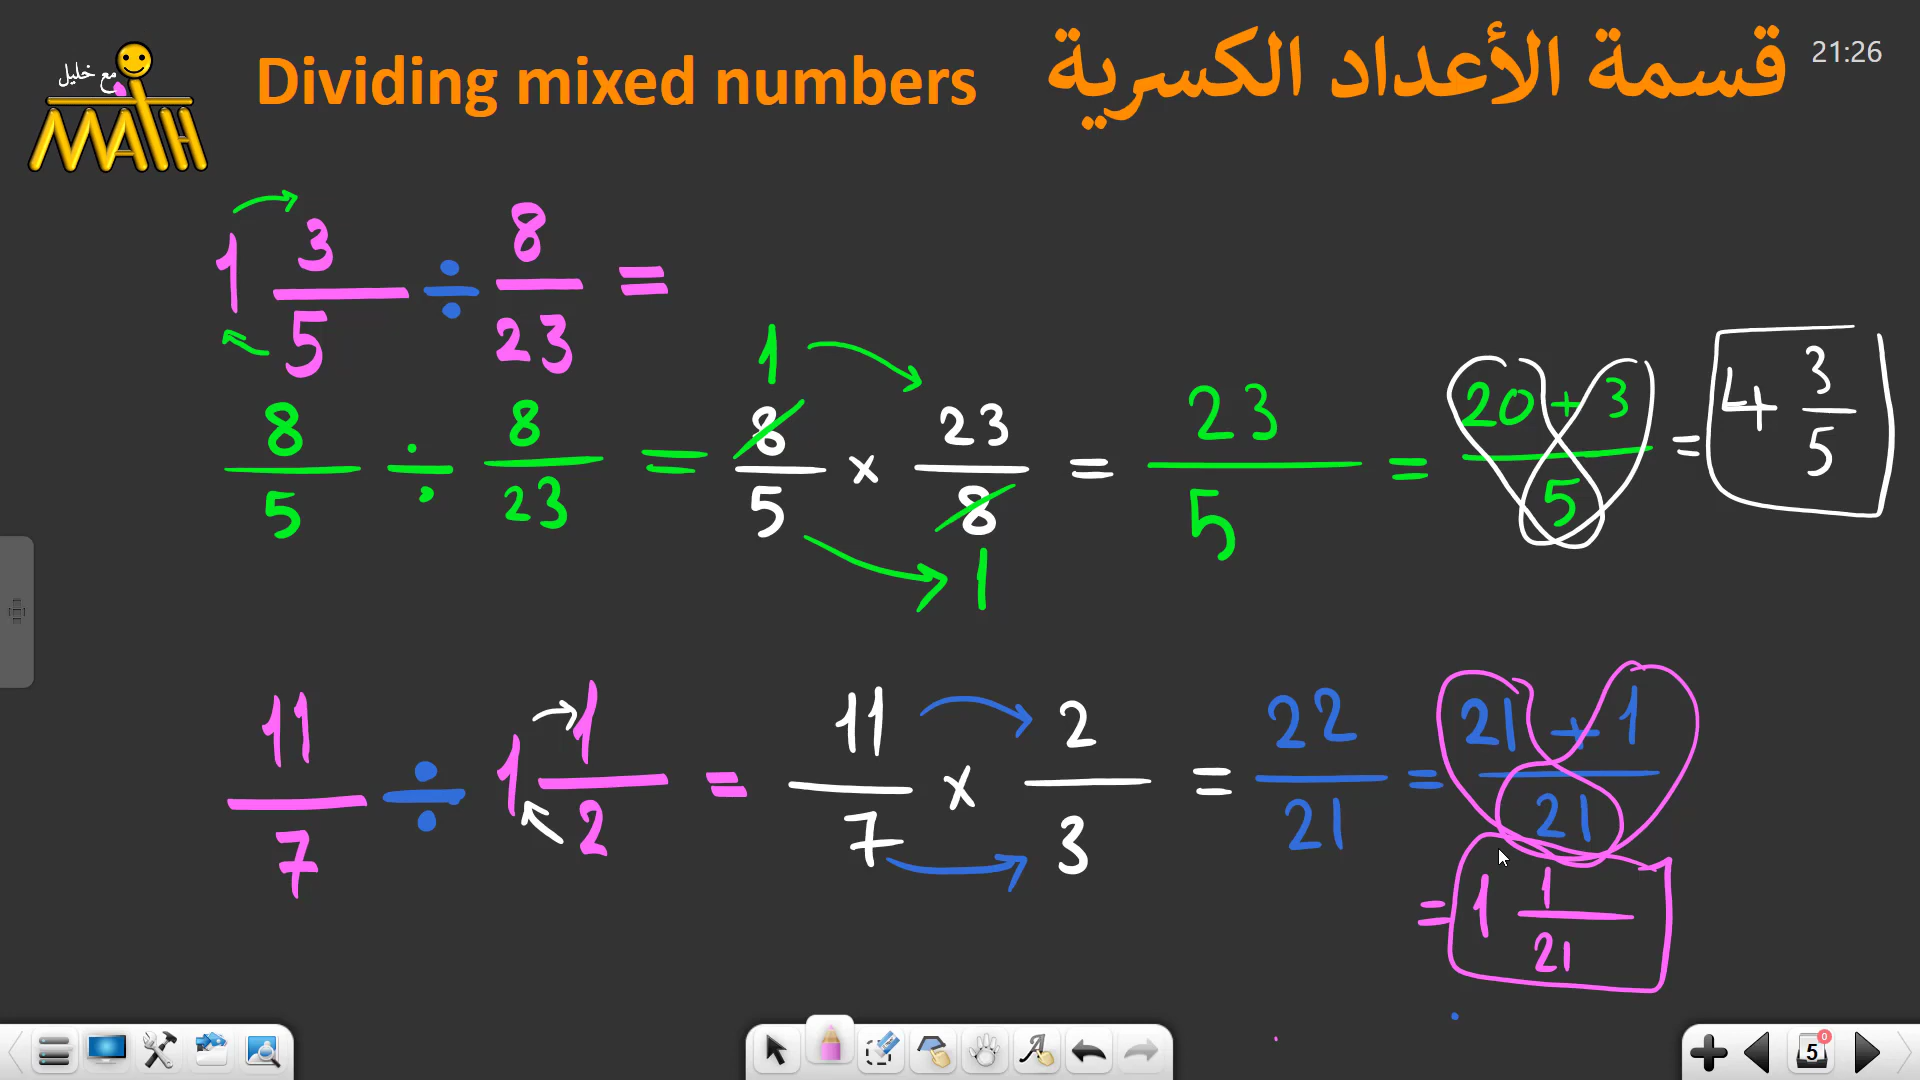 مع خليل
MATH
Dividing mixed numbers
قسمة الأعداد الكسرية
21:26
1 3/5 ÷ 8/23 =
8/5 ÷ 8/23 = 8/5 × 23/8 = 23/5 = 20 + 3/5 = 4 3/5
1
1
11/7 ÷ 1 1/2 = 11/7 × 2/3 = 22/21 = 21 + 1/21
= 1 1/21
5
0